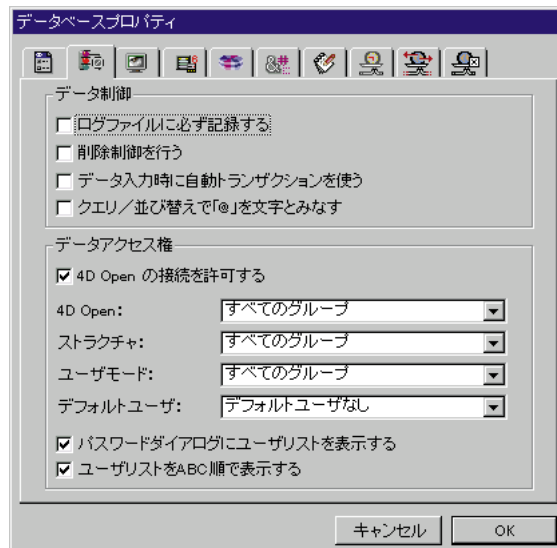 データベースプロパティ
データ制御
ログファイルに必ず記録する
削除制御を行う
データ入力時に自動トランザクションを使う
クエリ／並び替えで「@」を文字とみなす
データアクセス権
4D Open の接続を許可する
4D Open: すべてのグループ
ストラクチャ: すべてのグループ
ユーザモード: すべてのグループ
デフォルトユーザ: デフォルトユーザなし
パスワードダイアログにユーザリストを表示する
ユーザリストをABC順で表示する
キャンセル OK